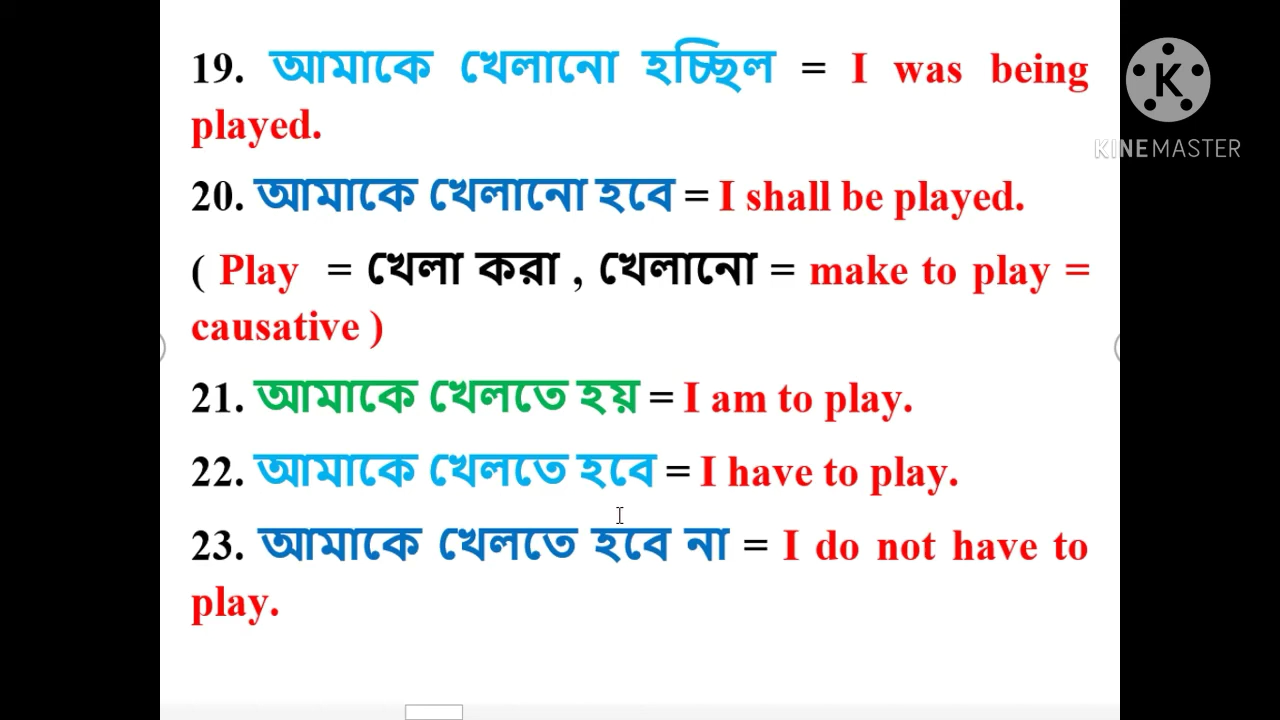 19. আমাকে খেলানো হচ্ছিল = I was being
played.
20. আমাকে খেলানো হবে = I shall be played.
( Play = খেলা করা , খেলানো = make to play =
causative )
21. আমাকে খেলতে হয় = I am to play.
22. আমাকে খেলতে হবে = I have to play.
23. আমাকে খেলতে হবে না = I do not have to
play.
K
KINEMASTER